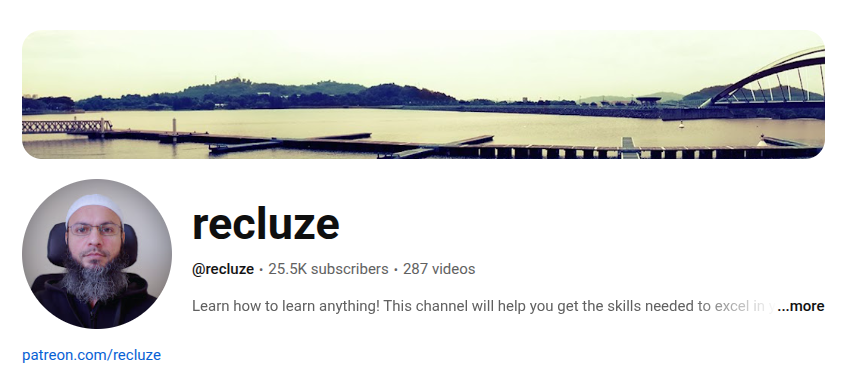 recluze
@recluze • 25.5K subscribers • 287 videos
Learn how to learn anything! This channel will help you get the skills needed to excel in ...more
patreon.com/recluze